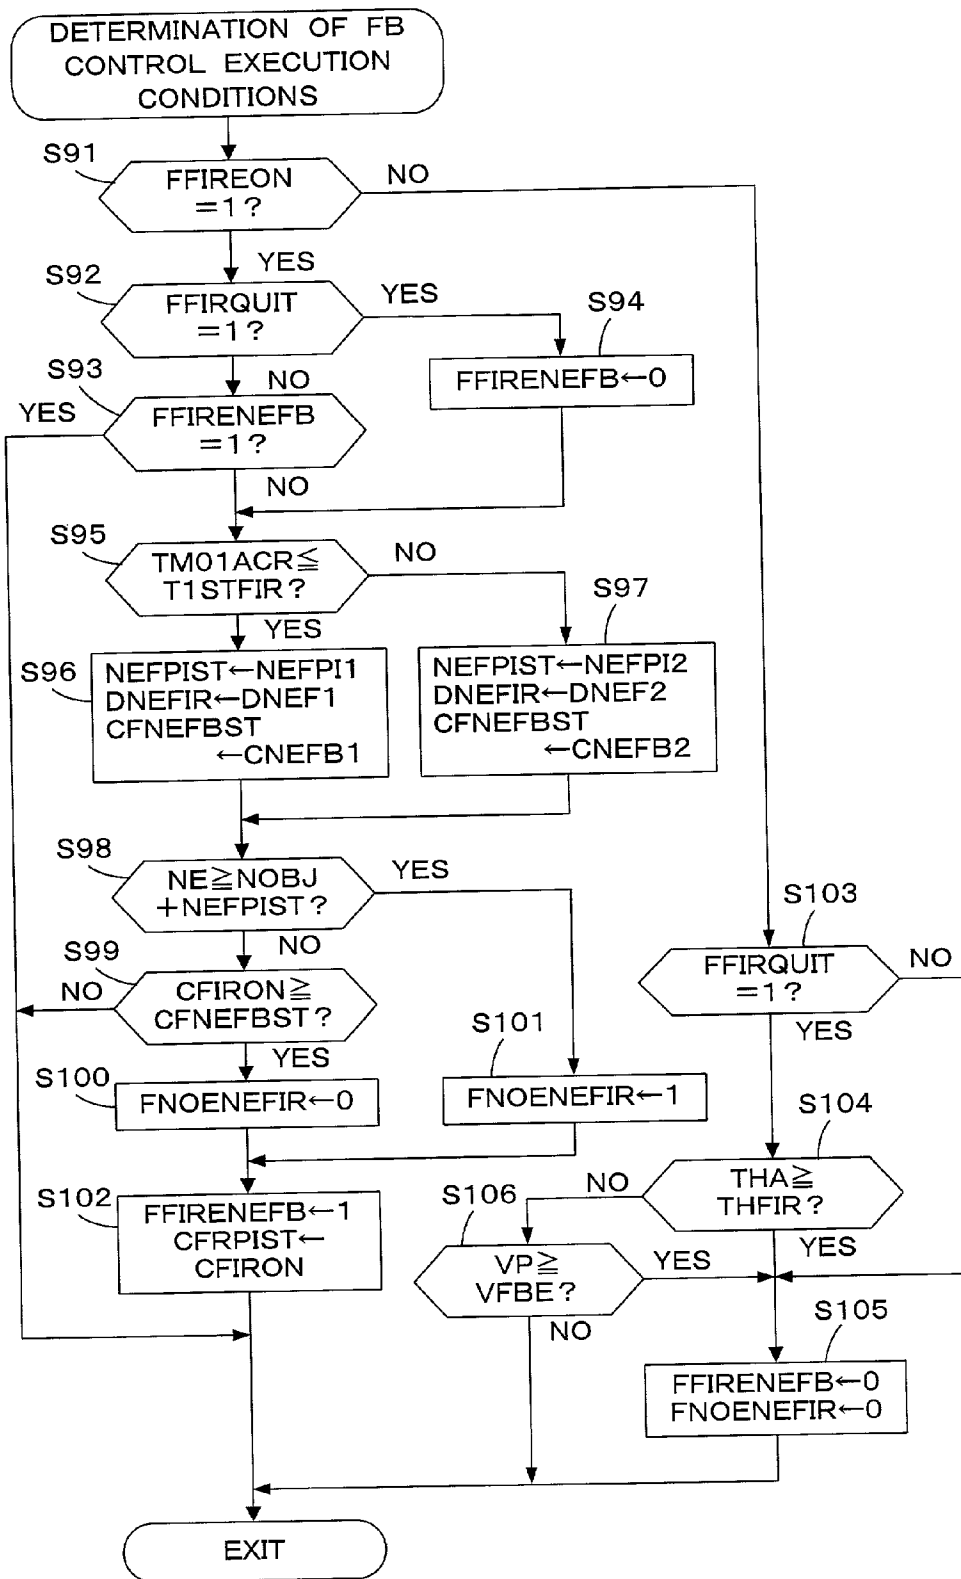 DETERMINATION OF FB
CONTROL EXECUTION
CONDITIONS
S91
FFIREON
=1?
NO
YES
S92
FFIRQUIT
=1?
YES
NO
S94
FFIRENEFB←0
S93
YES
FFIRENEFB
=1?
NO
S95
TM01ACR≦
T1STFIR?
NO
YES
S96
NEFPIST←NEFPI1
DNEFIR←DNEF1
CFNEFBST
←CNEFB1
S97
NEFPIST←NEFPI2
DNEFIR←DNEF2
CFNEFBST
←CNEFB2
S98
NE≧NOBJ
+NEFPIST?
YES
NO
S99
NO
CFIRON≧
CFNEFBST?
YES
S100
FNOENEFIR←0
S101
FNOENEFIR←1
S102
FFIRENEFB←1
CFRPIST←
CFIRON
S103
FFIRQUIT
=1?
NO
YES
S104
THA≧
THFIR?
NO
YES
S106
VP≧
VFBE?
YES
NO
S105
FFIRENEFB←0
FNOENEFIR←0
EXIT